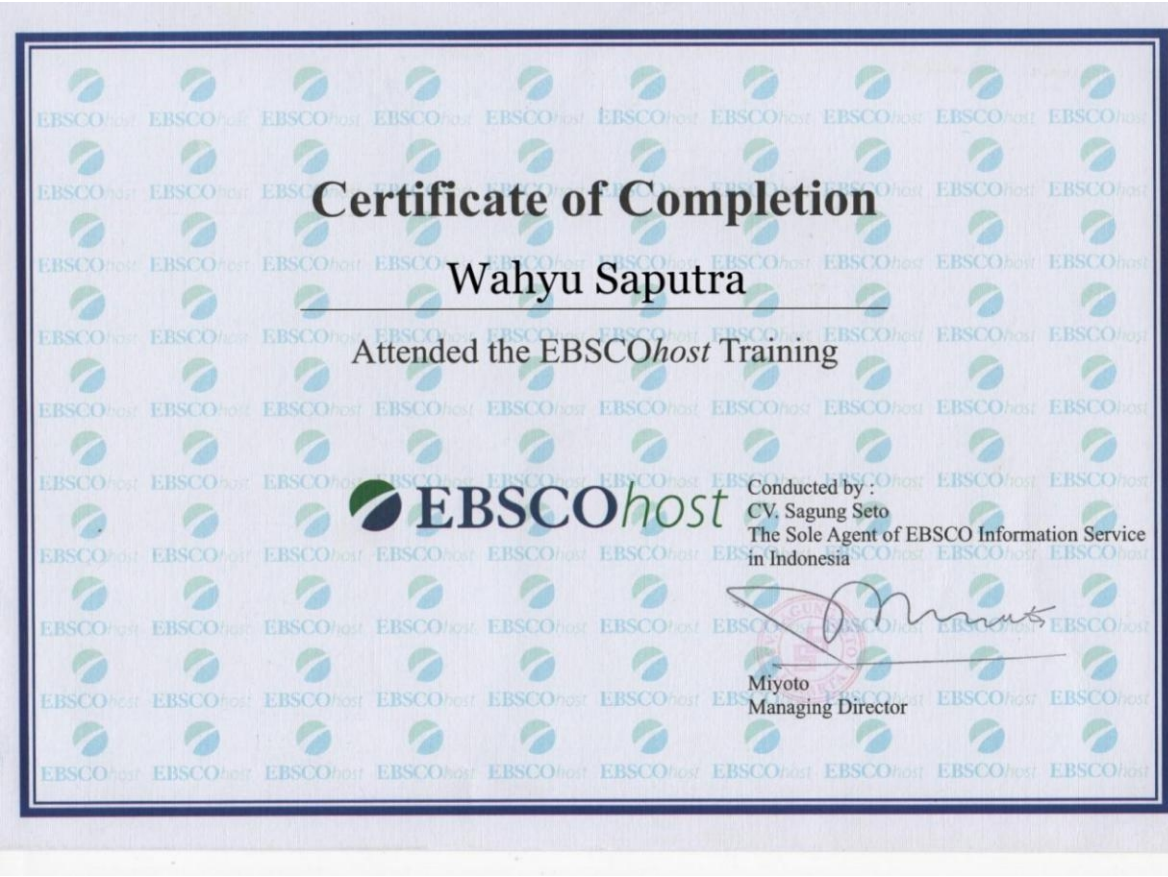 Certificate of Completion
Wahyu Saputra
Attended the EBSCOhost Training
EBSCOhost
Conducted by :
CV. Sagung Seto
The Sole Agent of EBSCO Information Service
in Indonesia
Miyoto
Managing Director